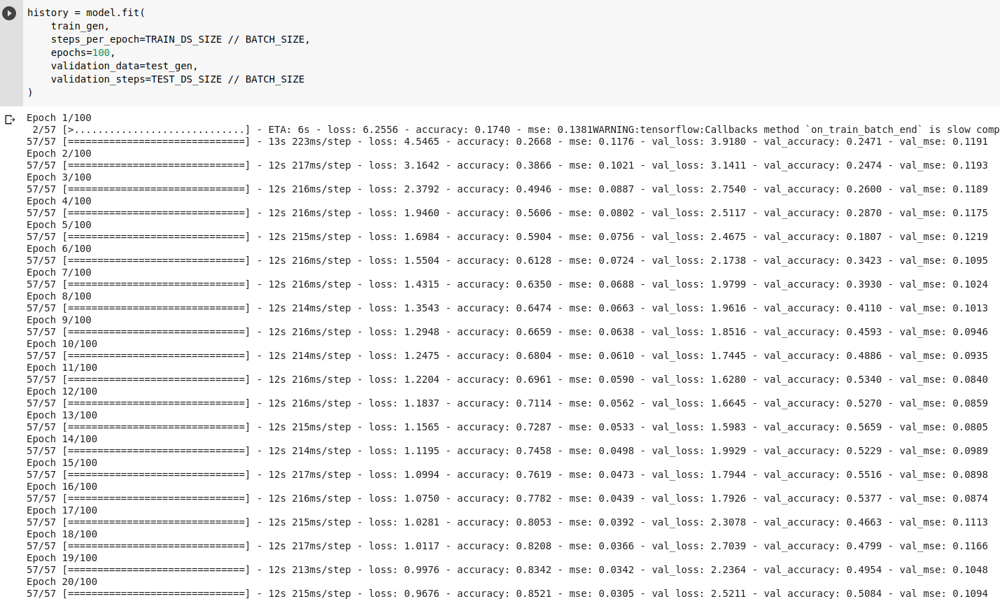 history = model.fit(
    train_gen,
    steps_per_epoch=TRAIN_DS_SIZE // BATCH_SIZE,
    epochs=100,
    validation_data=test_gen,
    validation_steps=TEST_DS_SIZE // BATCH_SIZE
)
Epoch 1/100
 2/57 [>.............................] - ETA: 6s - loss: 6.2556 - accuracy: 0.1740 - mse: 0.1381WARNING:tensorflow:Callbacks method `on_train_batch_end` is slow comp
57/57 [==============================] - 13s 223ms/step - loss: 4.5465 - accuracy: 0.2668 - mse: 0.1176 - val_loss: 3.9180 - val_accuracy: 0.2471 - val_mse: 0.1191
Epoch 2/100
57/57 [==============================] - 12s 217ms/step - loss: 3.1642 - accuracy: 0.3866 - mse: 0.1021 - val_loss: 3.1411 - val_accuracy: 0.2474 - val_mse: 0.1193
Epoch 3/100
57/57 [==============================] - 12s 216ms/step - loss: 2.3792 - accuracy: 0.4946 - mse: 0.0887 - val_loss: 2.7540 - val_accuracy: 0.2600 - val_mse: 0.1189
Epoch 4/100
57/57 [==============================] - 12s 216ms/step - loss: 1.9460 - accuracy: 0.5606 - mse: 0.0802 - val_loss: 2.5117 - val_accuracy: 0.2870 - val_mse: 0.1175
Epoch 5/100
57/57 [==============================] - 12s 215ms/step - loss: 1.6984 - accuracy: 0.5904 - mse: 0.0756 - val_loss: 2.4675 - val_accuracy: 0.1807 - val_mse: 0.1219
Epoch 6/100
57/57 [==============================] - 12s 216ms/step - loss: 1.5504 - accuracy: 0.6128 - mse: 0.0724 - val_loss: 2.1738 - val_accuracy: 0.3423 - val_mse: 0.1095
Epoch 7/100
57/57 [==============================] - 12s 216ms/step - loss: 1.4315 - accuracy: 0.6350 - mse: 0.0688 - val_loss: 1.9799 - val_accuracy: 0.3930 - val_mse: 0.1024
Epoch 8/100
57/57 [==============================] - 12s 214ms/step - loss: 1.3543 - accuracy: 0.6474 - mse: 0.0663 - val_loss: 1.9616 - val_accuracy: 0.4110 - val_mse: 0.1013
Epoch 9/100
57/57 [==============================] - 12s 216ms/step - loss: 1.2948 - accuracy: 0.6659 - mse: 0.0638 - val_loss: 1.8516 - val_accuracy: 0.4593 - val_mse: 0.0946
Epoch 10/100
57/57 [==============================] - 12s 214ms/step - loss: 1.2475 - accuracy: 0.6804 - mse: 0.0610 - val_loss: 1.7445 - val_accuracy: 0.4886 - val_mse: 0.0935
Epoch 11/100
57/57 [==============================] - 12s 216ms/step - loss: 1.2204 - accuracy: 0.6961 - mse: 0.0590 - val_loss: 1.6280 - val_accuracy: 0.5340 - val_mse: 0.0840
Epoch 12/100
57/57 [==============================] - 12s 216ms/step - loss: 1.1837 - accuracy: 0.7114 - mse: 0.0562 - val_loss: 1.6645 - val_accuracy: 0.5270 - val_mse: 0.0859
Epoch 13/100
57/57 [==============================] - 12s 215ms/step - loss: 1.1565 - accuracy: 0.7287 - mse: 0.0533 - val_loss: 1.5983 - val_accuracy: 0.5659 - val_mse: 0.0805
Epoch 14/100
57/57 [==============================] - 12s 214ms/step - loss: 1.1195 - accuracy: 0.7458 - mse: 0.0498 - val_loss: 1.9929 - val_accuracy: 0.5229 - val_mse: 0.0989
Epoch 15/100
57/57 [==============================] - 12s 217ms/step - loss: 1.0994 - accuracy: 0.7619 - mse: 0.0473 - val_loss: 1.7944 - val_accuracy: 0.5516 - val_mse: 0.0898
Epoch 16/100
57/57 [==============================] - 12s 216ms/step - loss: 1.0750 - accuracy: 0.7782 - mse: 0.0439 - val_loss: 1.7926 - val_accuracy: 0.5377 - val_mse: 0.0874
Epoch 17/100
57/57 [==============================] - 12s 215ms/step - loss: 1.0281 - accuracy: 0.8053 - mse: 0.0392 - val_loss: 2.3078 - val_accuracy: 0.4663 - val_mse: 0.1113
Epoch 18/100
57/57 [==============================] - 12s 217ms/step - loss: 1.0117 - accuracy: 0.8208 - mse: 0.0366 - val_loss: 2.7039 - val_accuracy: 0.4799 - val_mse: 0.1166
Epoch 19/100
57/57 [==============================] - 12s 213ms/step - loss: 0.9976 - accuracy: 0.8342 - mse: 0.0342 - val_loss: 2.2364 - val_accuracy: 0.4954 - val_mse: 0.1048
Epoch 20/100
57/57 [==============================] - 12s 215ms/step - loss: 0.9676 - accuracy: 0.8521 - mse: 0.0305 - val_loss: 2.5211 - val_accuracy: 0.5084 - val_mse: 0.1094